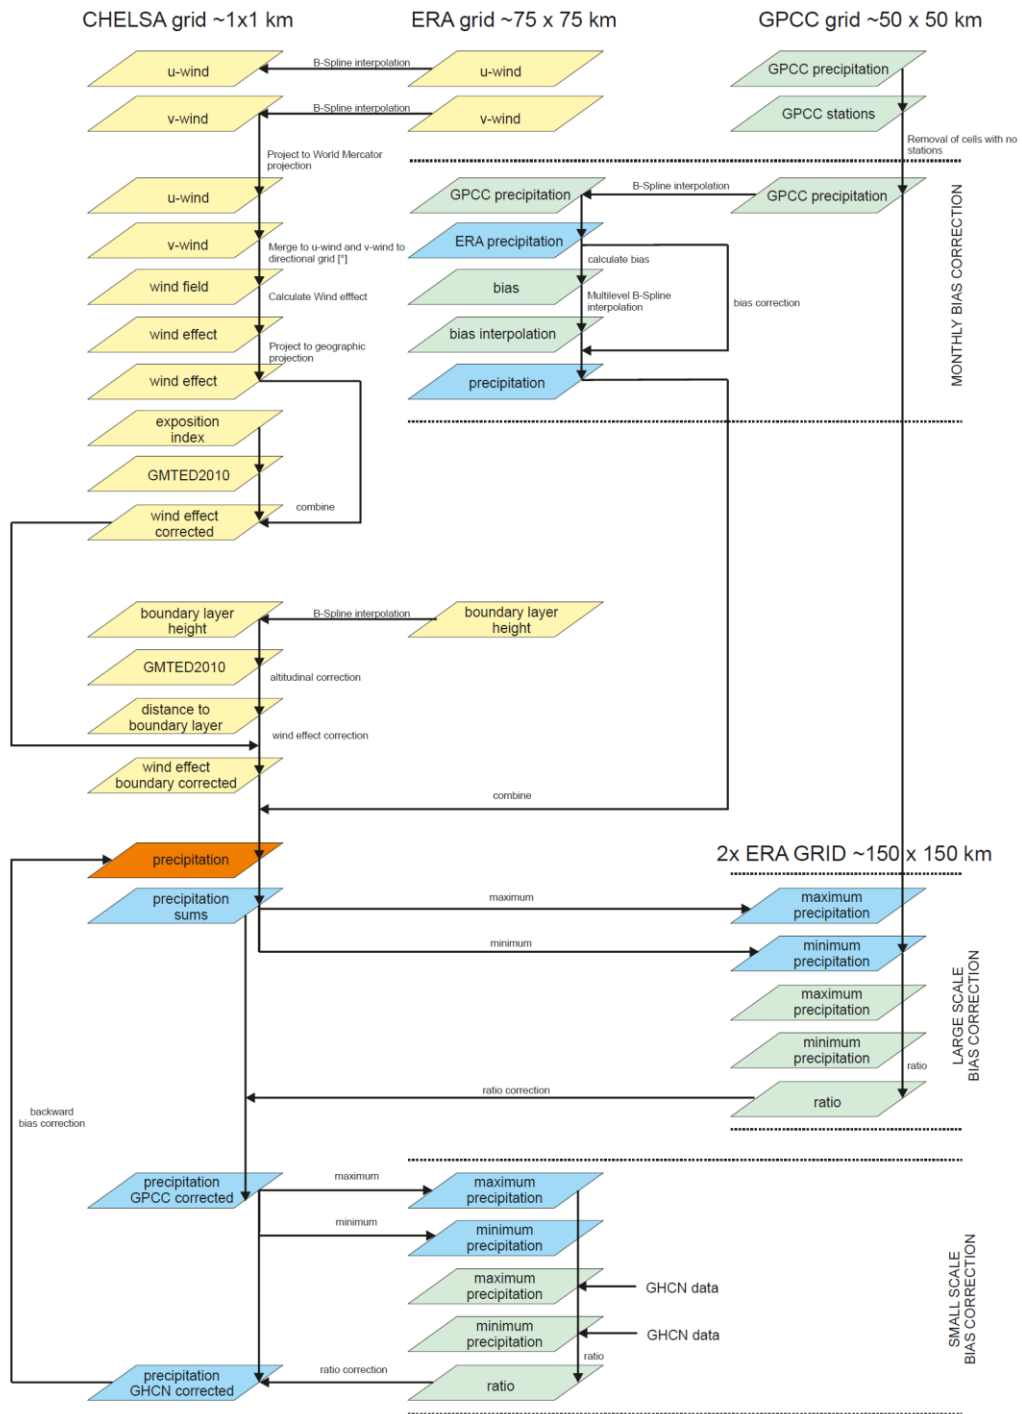 CHELSA grid ~1x1 km
ERA grid ~75 x 75 km
GPCC grid ~50 x 50 km
u-wind
B-Spline interpolation
u-wind
GPCC precipitation
v-wind
B-Spline interpolation
v-wind
GPCC stations
Removal of cells with no
stations
Project to World Mercator
projection
u-wind
GPCC precipitation
B-Spline interpolation
GPCC precipitation
v-wind
Merge to u-wind and v-wind to
directional grid [°]
ERA precipitation
calculate bias
wind field
Calculate Wind efffect
bias
Multilevel B-Spline
interpolation
bias correction
wind effect
Project to geographic
projection
bias interpolation
wind effect
precipitation
MONTHLY BIAS CORRECTION
exposition
index
GMTED2010
wind effect
corrected
combine
boundary layer
height
B-Spline interpolation
boundary layer
height
GMTED2010
altitudinal correction
distance to
boundary layer
wind effect correction
wind effect
boundary corrected
combine
precipitation
2x ERA GRID ~150 x 150 km
precipitation
sums
maximum
maximum
precipitation
minimum
minimum
precipitation
maximum
precipitation
minimum
precipitation
ratio
ratio correction
ratio
LARGE SCALE
BIAS CORRECTION
backward
bias correction
precipitation
GPCC corrected
maximum
maximum
precipitation
minimum
minimum
precipitation
maximum
precipitation
GHCN data
minimum
precipitation
GHCN data
ratio
precipitation
GHCN corrected
ratio correction
ratio
SMALL SCALE
BIAS CORRECTION